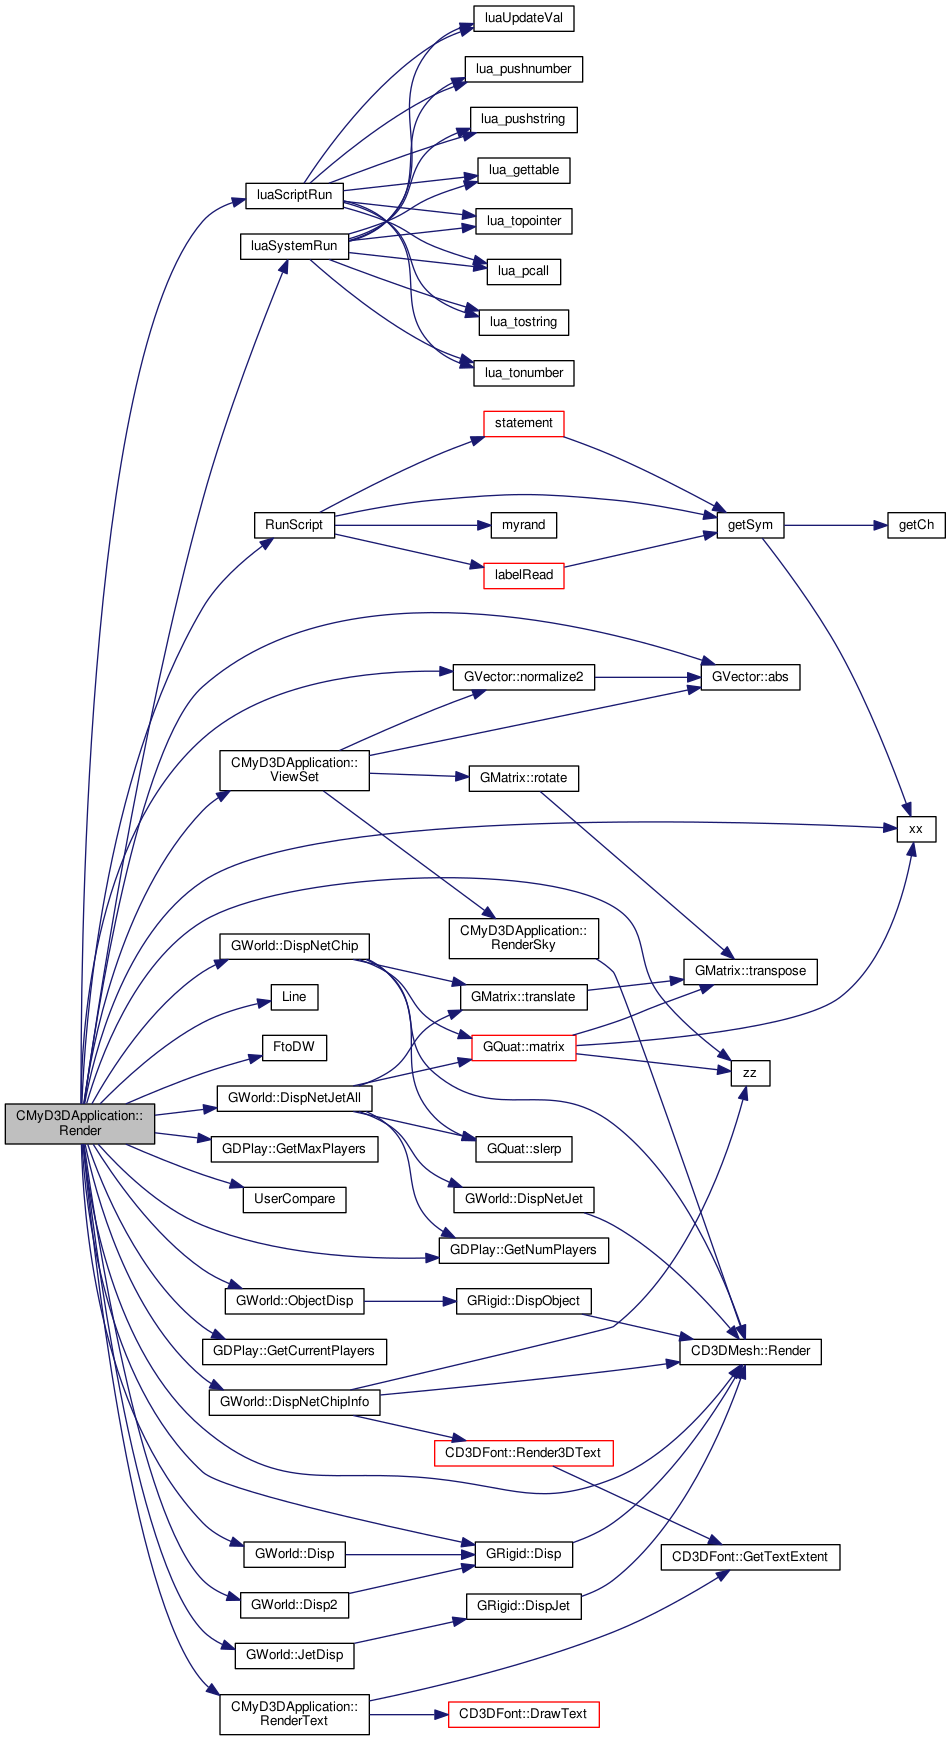 luaUpdateVal
lua_pushnumber
lua_pushstring
lua_gettable
luaScriptRun
lua_topointer
luaSystemRun
lua_pcall
lua_tostring
lua_tonumber
statement
RunScript
myrand
getSym
getCh
labelRead
GVector::normalize2
GVector::abs
CMyD3DApplication::
ViewSet
GMatrix::rotate
xx
CMyD3DApplication::
RenderSky
GWorld::DispNetChip
GMatrix::transpose
Line
GMatrix::translate
FtoDW
GQuat::matrix
zz
GWorld::DispNetJetAll
CMyD3DApplication::
Render
GDPlay::GetMaxPlayers
GQuat::slerp
UserCompare
GWorld::DispNetJet
GDPlay::GetNumPlayers
GWorld::ObjectDisp
GRigid::DispObject
GDPlay::GetCurrentPlayers
CD3DMesh::Render
GWorld::DispNetChipInfo
CD3DFont::Render3DText
GWorld::Disp
GRigid::Disp
CD3DFont::GetTextExtent
GWorld::Disp2
GRigid::DispJet
GWorld::JetDisp
CMyD3DApplication::
RenderText
CD3DFont::DrawText